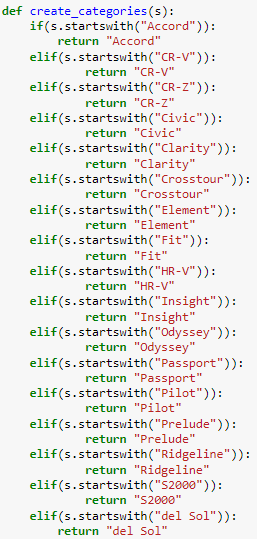 def create_categories(s):
    if(s.startswith("Accord")):
        return "Accord"
    elif(s.startswith("CR-V")):
            return "CR-V"
    elif(s.startswith("CR-Z")):
            return "CR-Z"
    elif(s.startswith("Civic")):
            return "Civic"
    elif(s.startswith("Clarity")):
            return "Clarity"
    elif(s.startswith("Crosstour")):
            return "Crosstour"
    elif(s.startswith("Element")):
            return "Element"
    elif(s.startswith("Fit")):
            return "Fit"
    elif(s.startswith("HR-V")):
            return "HR-V"
    elif(s.startswith("Insight")):
            return "Insight"
    elif(s.startswith("Odyssey")):
            return "Odyssey"
    elif(s.startswith("Passport")):
            return "Passport"
    elif(s.startswith("Pilot")):
            return "Pilot"
    elif(s.startswith("Prelude")):
            return "Prelude"
    elif(s.startswith("Ridgeline")):
            return "Ridgeline"
    elif(s.startswith("S2000")):
            return "S2000"
    elif(s.startswith("del Sol")):
        return "del Sol"